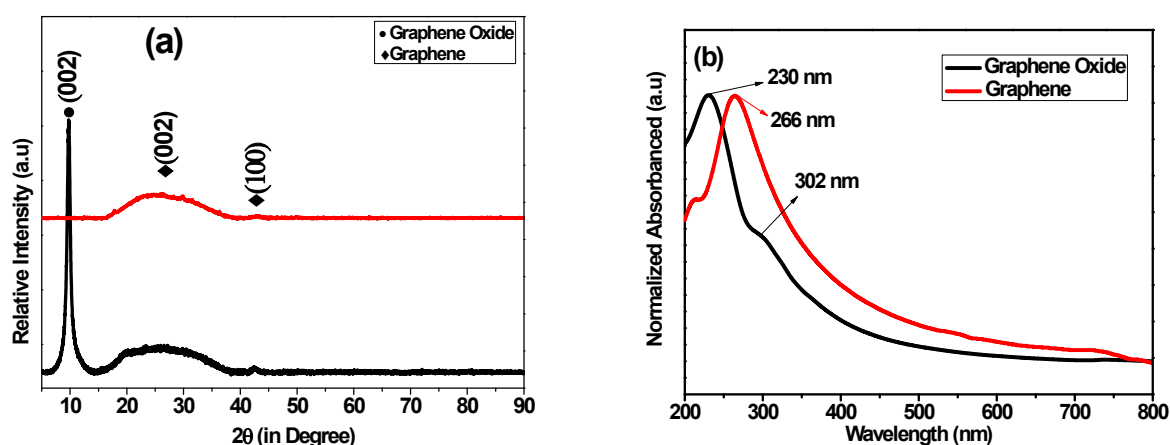 (a)
● Graphene Oxide
◆ Graphene
(002)
(002)
(100)
Relative Intensity (a.u)
10 20 30 40 50 60 70 80 90
2θ (in Degree)
(b)
Graphene Oxide
Graphene
230 nm
266 nm
302 nm
Normalized Absorbanced (a.u)
200 300 400 500 600 700 800
Wavelength (nm)